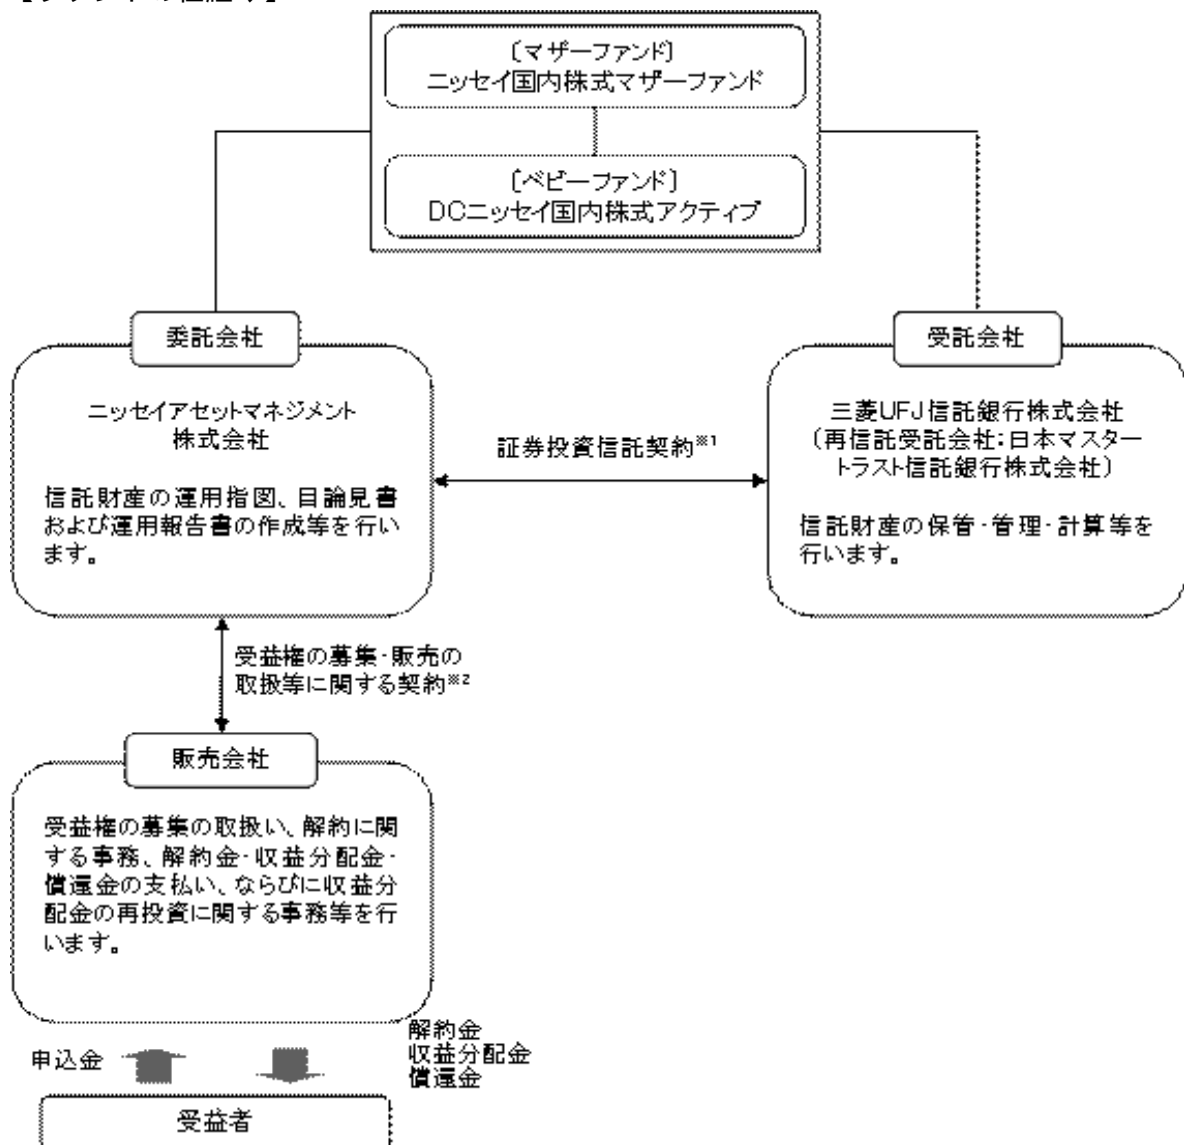 〔マザーファンド〕
ニッセイ国内株式マザーファンド
〔ベビーファンド〕
DCニッセイ国内株式アクティブ
委託会社
ニッセイアセットマネジメント
株式会社
信託財産の運用指図、目論見書
および運用報告書の作成等を行い
ます。
証券投資信託契約※1
受託会社
三菱UFJ信託銀行株式会社
（再信託受託会社：日本マスター
トラスト信託銀行株式会社）
信託財産の保管・管理・計算等を
行います。
受益権の募集・販売の
取扱等に関する契約※2
販売会社
受益権の募集の取扱い、解約に関
する事務、解約金・収益分配金・
償還金の支払い、ならびに収益分
配金の再投資に関する事務等を行
います。
申込金
解約金
収益分配金
償還金
受益者